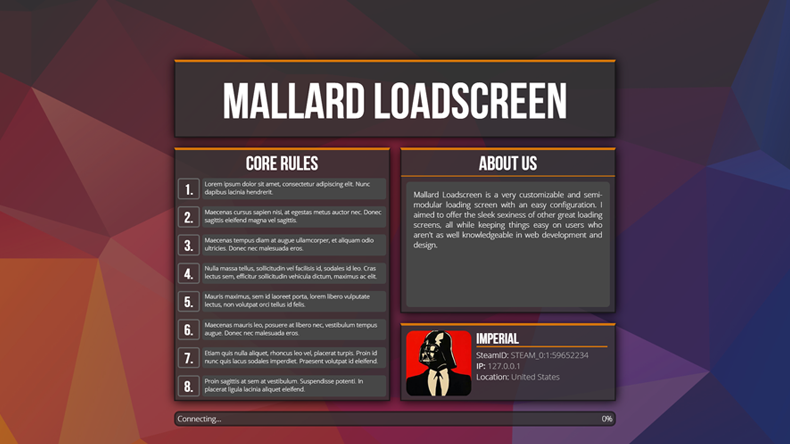 MALLARD LOADSCREEN
CORE RULES
1.
Lorem ipsum dolor sit amet, consectetur adipiscing elit. Nunc
dapibus lacinia hendrerit.
2.
Maecenas cursus sapien nisi, at egestas metus auctor nec. Donec
sagittis eleifend magna vel sagittis.
3.
Maecenas tempus diam at augue ullamcorper, et aliquam odio
ultricies. Donec nec malesuada eros.
4.
Nulla massa tellus, sollicitudin vel facilisis id, sodales id leo. Cras
lectus sem, efficitur sollicitudin vehicula dictum, maximus ac elit.
5.
Mauris maximus, sem id laoreet porta, lorem libero vulputate
lectus, non volutpat orci tellus id felis.
6.
Maecenas mauris leo, posuere at libero nec, vestibulum tempus
augue. Donec nec malesuada eros.
7.
Etiam quis nulla aliquet, rhoncus leo vel, placerat turpis. Proin id
nunc quis lacus sodales imperdiet. Praesent volutpat id eleifend.
8.
Proin sagittis at sem at vestibulum. Suspendisse potenti. In
placerat ligula lacinia aliquet eleifend.
ABOUT US
Mallard Loadscreen is a very customizable and semi-
modular loading screen with an easy configuration. I
aimed to offer the sleek sexiness of other great loading
screens, all while keeping things easy on users who
aren't as well knowledgeable in web development and
design.
IMPERIAL
SteamID: STEAM_0:1:59652234
IP: 127.0.0.1
Location: United States
Connecting... 0%